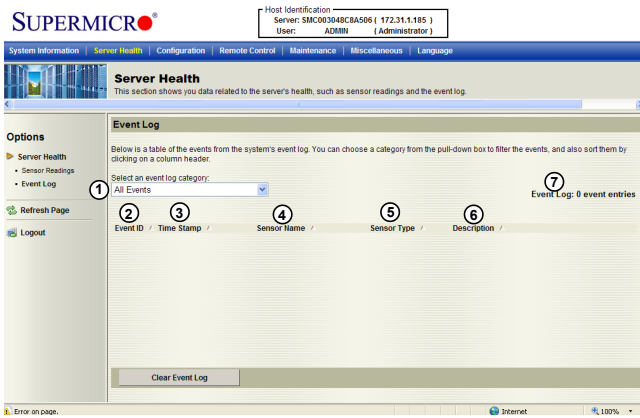 SUPERMICR®
Host Identification
Server: SMC003048C8A506 ( 172.31.1.185 )
User: ADMIN ( Administrator )
System Information | Server Health | Configuration | Remote Control | Maintenance | Miscellaneous | Language
Server Health
This section shows you data related to the server's health, such as sensor readings and the event log.
Options
Server Health
Sensor Readings
Event Log
Refresh Page
Logout
Event Log
Below is a table of the events from the system's event log. You can choose a category from the pull-down box to filter the events, and also sort them by
clicking on a column header.
Select an event log category:
1
All Events
7
Event Log: 0 event entries
2 3 4 5 6
Event ID / Time Stamp / Sensor Name / Sensor Type / Description /
Clear Event Log
Error on page.
Internet
100%